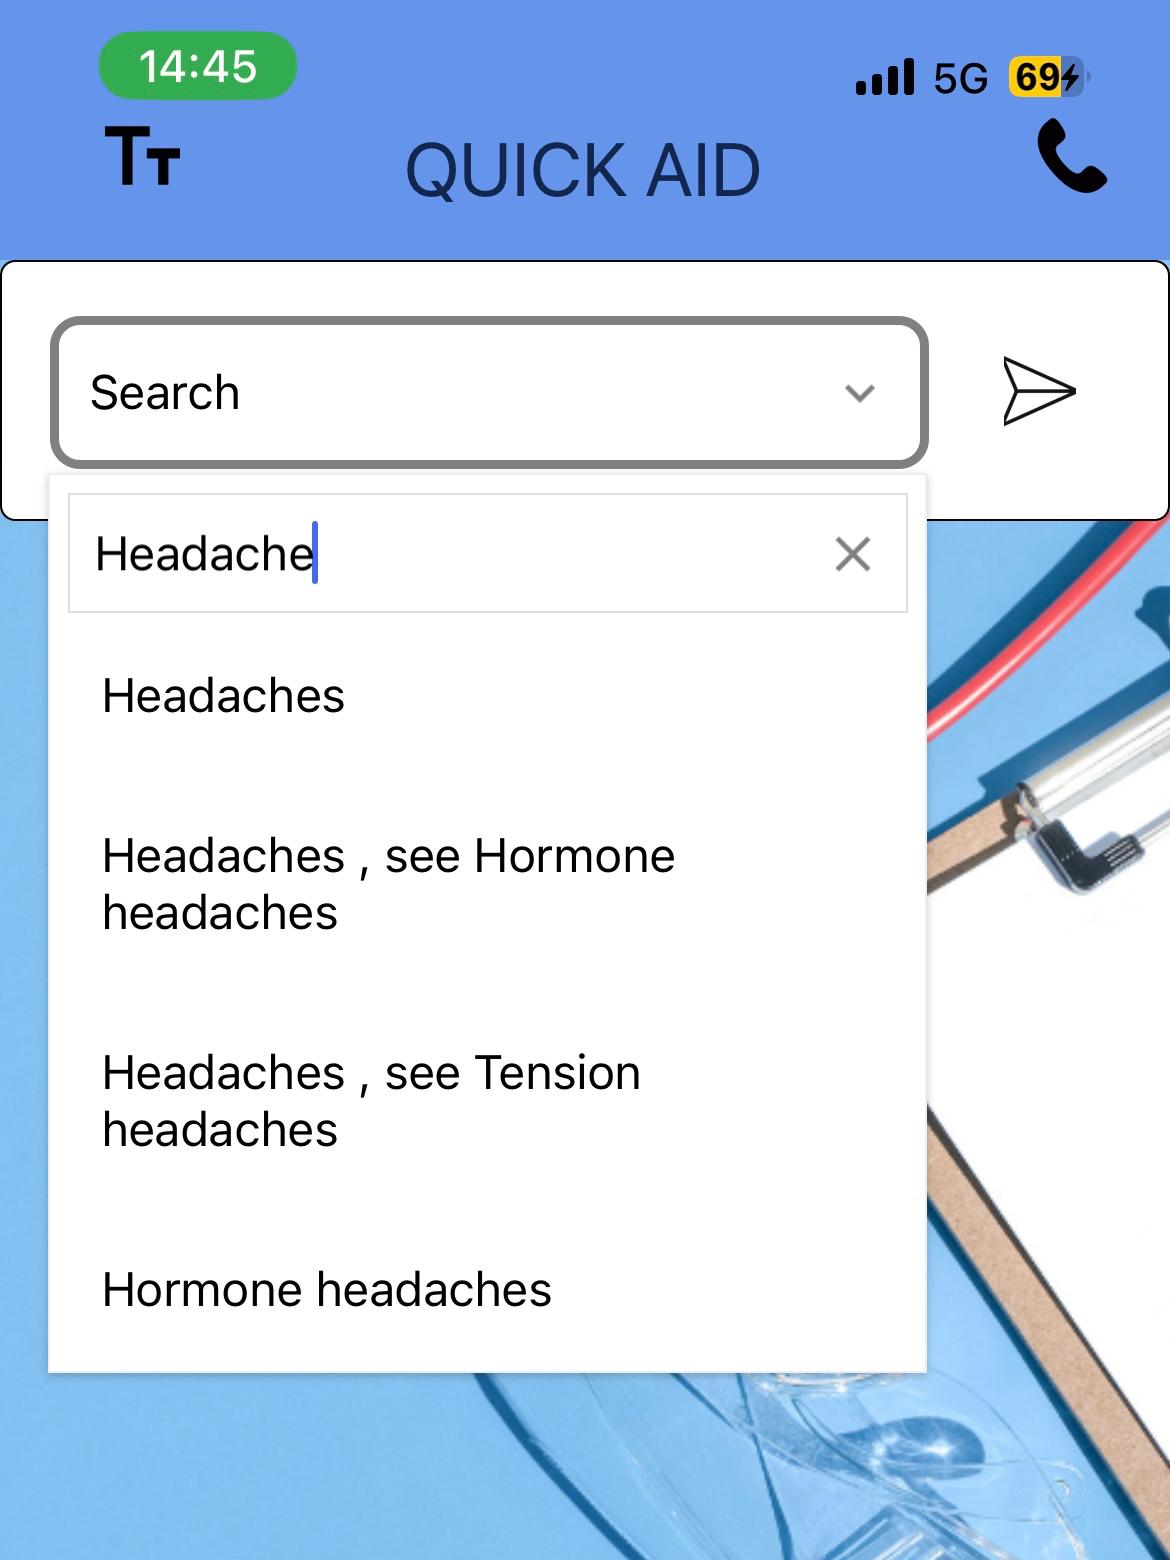 14:45
5G
69
TT
QUICK AID
Search
Headache
Headaches
Headaches , see Hormone
headaches
Headaches , see Tension
headaches
Hormone headaches